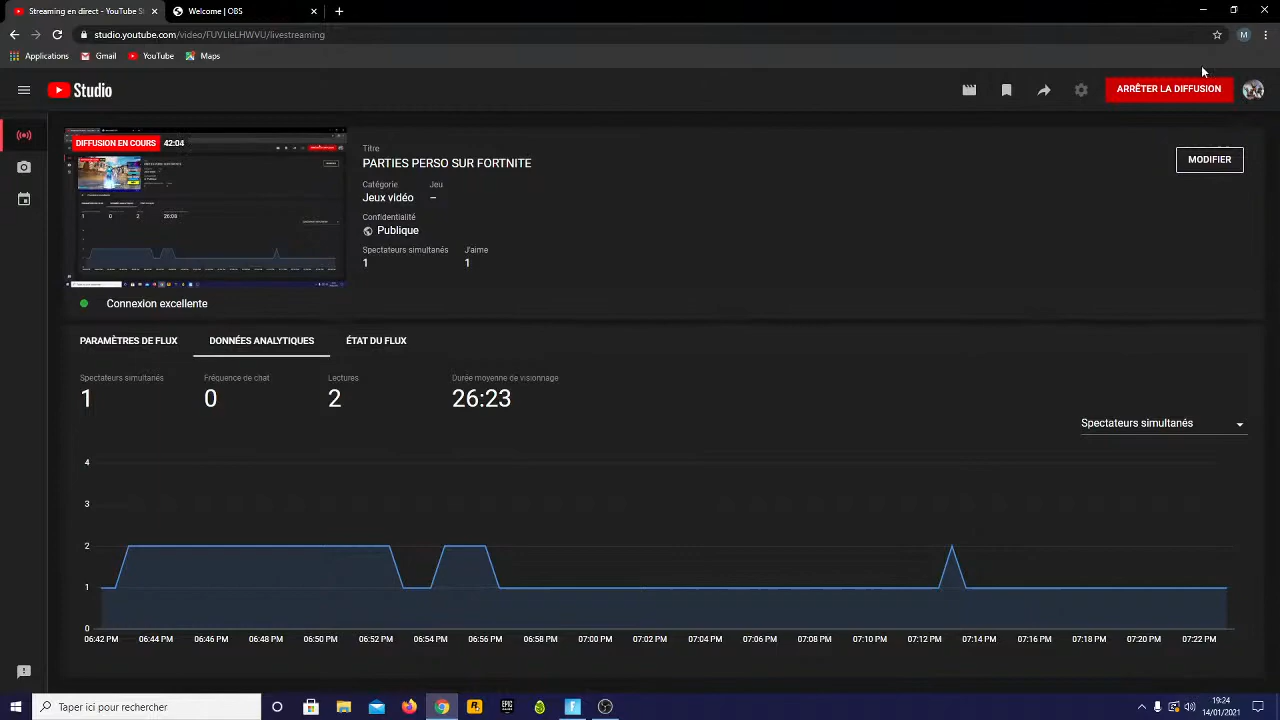 Streaming en direct - YouTube St
Welcome | OBS
studio.youtube.com/video/FUVLIeLHWVU/livestreaming
M
Applications
Gmail
YouTube
Maps
Studio
ARRÊTER LA DIFFUSION
DIFFUSION EN COURS 42:04
Titre
PARTIES PERSO SUR FORTNITE
MODIFIER
Catégorie Jeu
Jeux vidéo –
Confidentialité
Publique
Spectateurs simultanés J'aime
1 1
Connexion excellente
PARAMÈTRES DE FLUX DONNÉES ANALYTIQUES ÉTAT DU FLUX
Spectateurs simultanés Fréquence de chat Lectures Durée moyenne de visionnage
1 0 2 26:23
Spectateurs simultanés
4
3
2
1
0
06:42 PM 06:44 PM 06:46 PM 06:48 PM 06:50 PM 06:52 PM 06:54 PM 06:56 PM 06:58 PM 07:00 PM 07:02 PM 07:04 PM 07:06 PM 07:08 PM 07:10 PM 07:12 PM 07:14 PM 07:16 PM 07:18 PM 07:20 PM 07:22 PM
Taper ici pour rechercher
19:24
14/01/2021